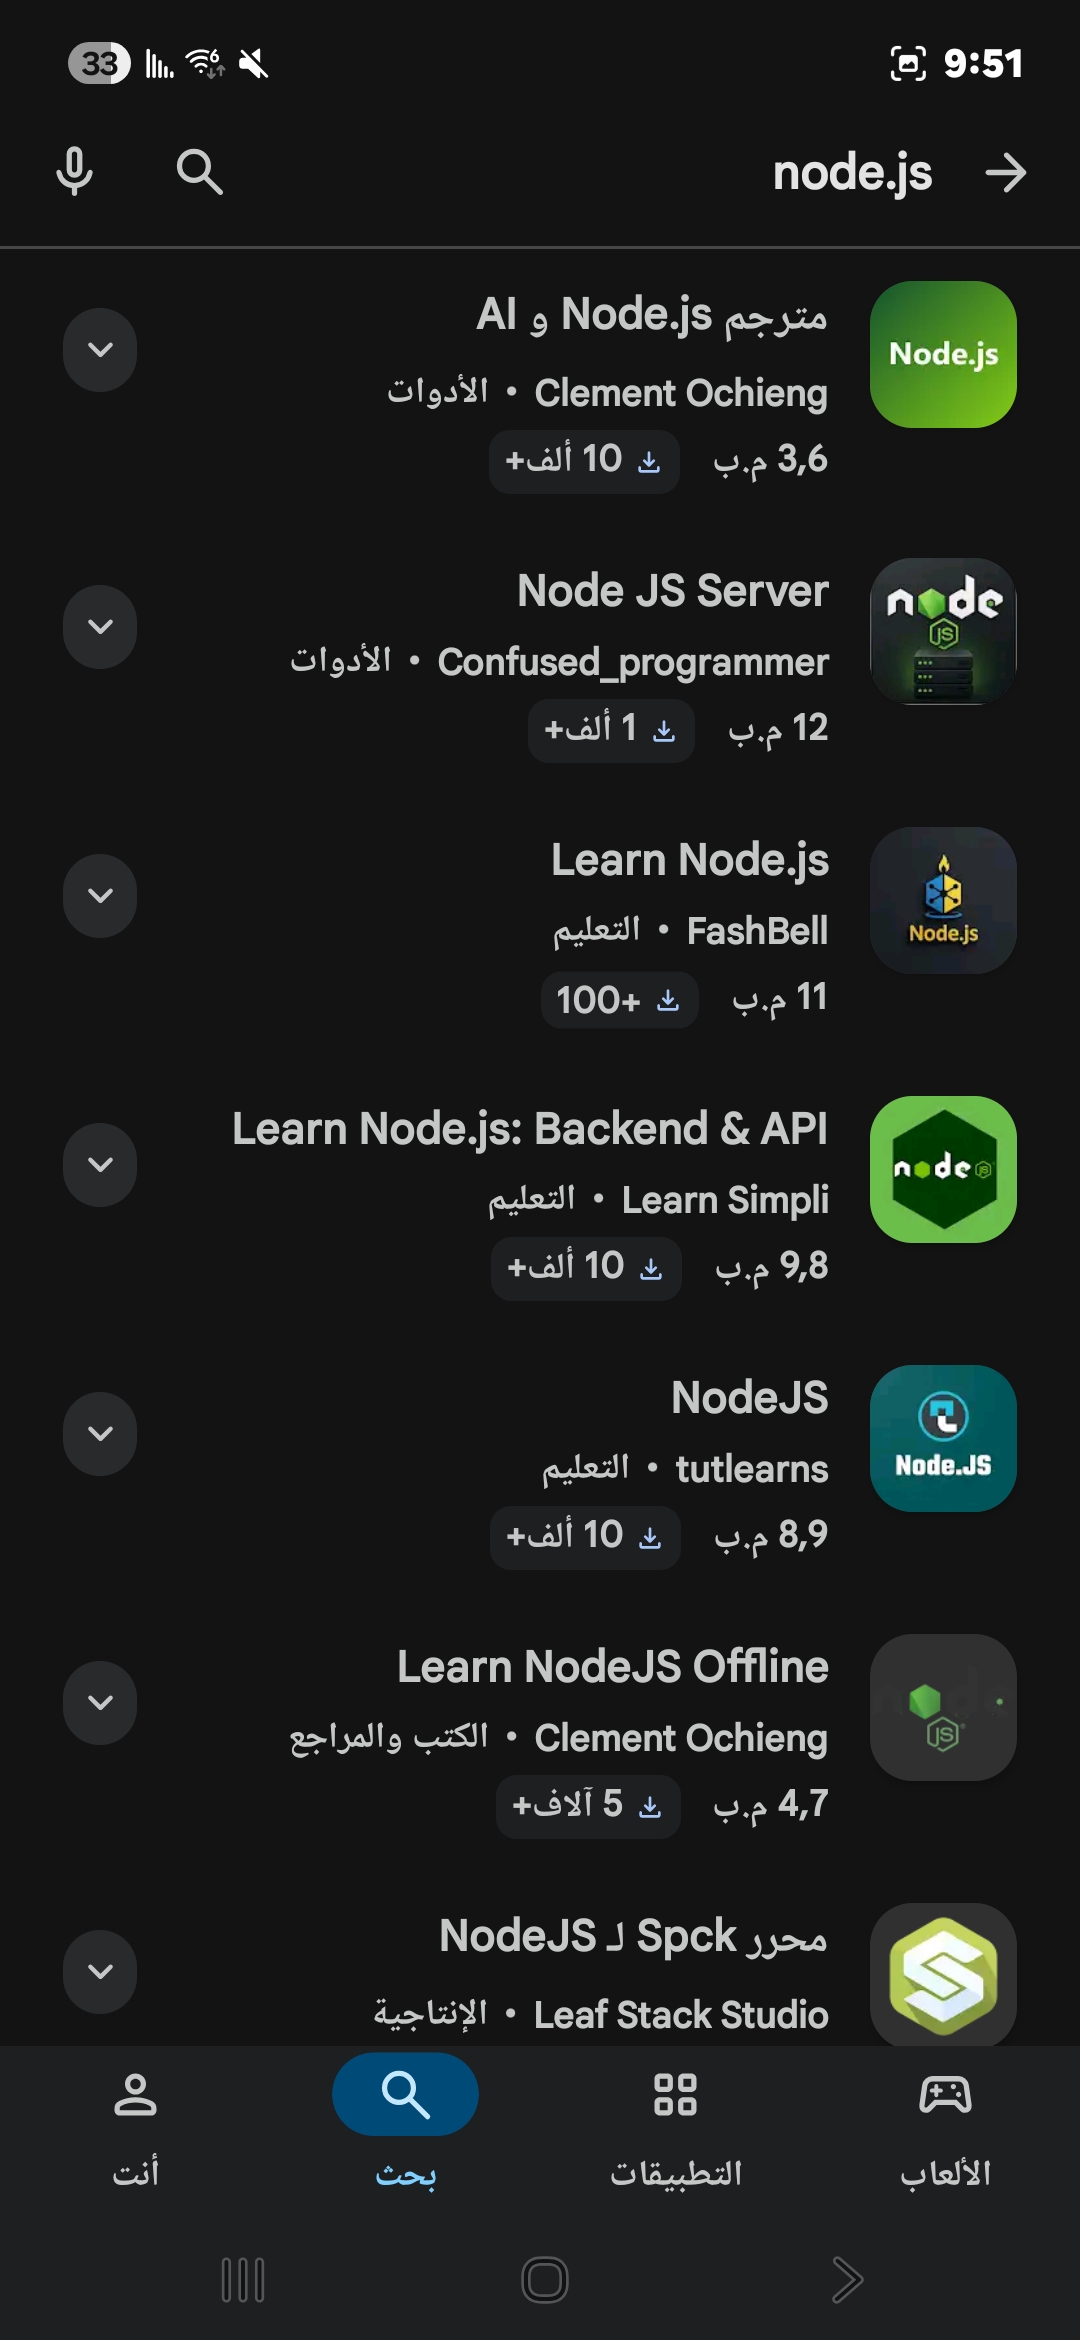 33
9:51
node.js
Node.js
مترجم Node.js و AI
Clement Ochieng • الأدوات
3,6 م.ب 10 ألف+
node
JS
Node JS Server
Confused_programmer • الأدوات
12 م.ب 1 ألف+
Node.js
Learn Node.js
FashBell • التعليم
11 م.ب 100+
node
JS
Learn Node.js: Backend & API
Learn Simpli • التعليم
9,8 م.ب 10 ألف+
Node.JS
NodeJS
tutlearns • التعليم
8,9 م.ب 10 ألف+
JS
Learn NodeJS Offline
Clement Ochieng • الكتب والمراجع
4,7 م.ب 5 آلاف+
S
محرر Spck لـ NodeJS
Leaf Stack Studio • الإنتاجية
الألعاب
التطبيقات
بحث
أنت